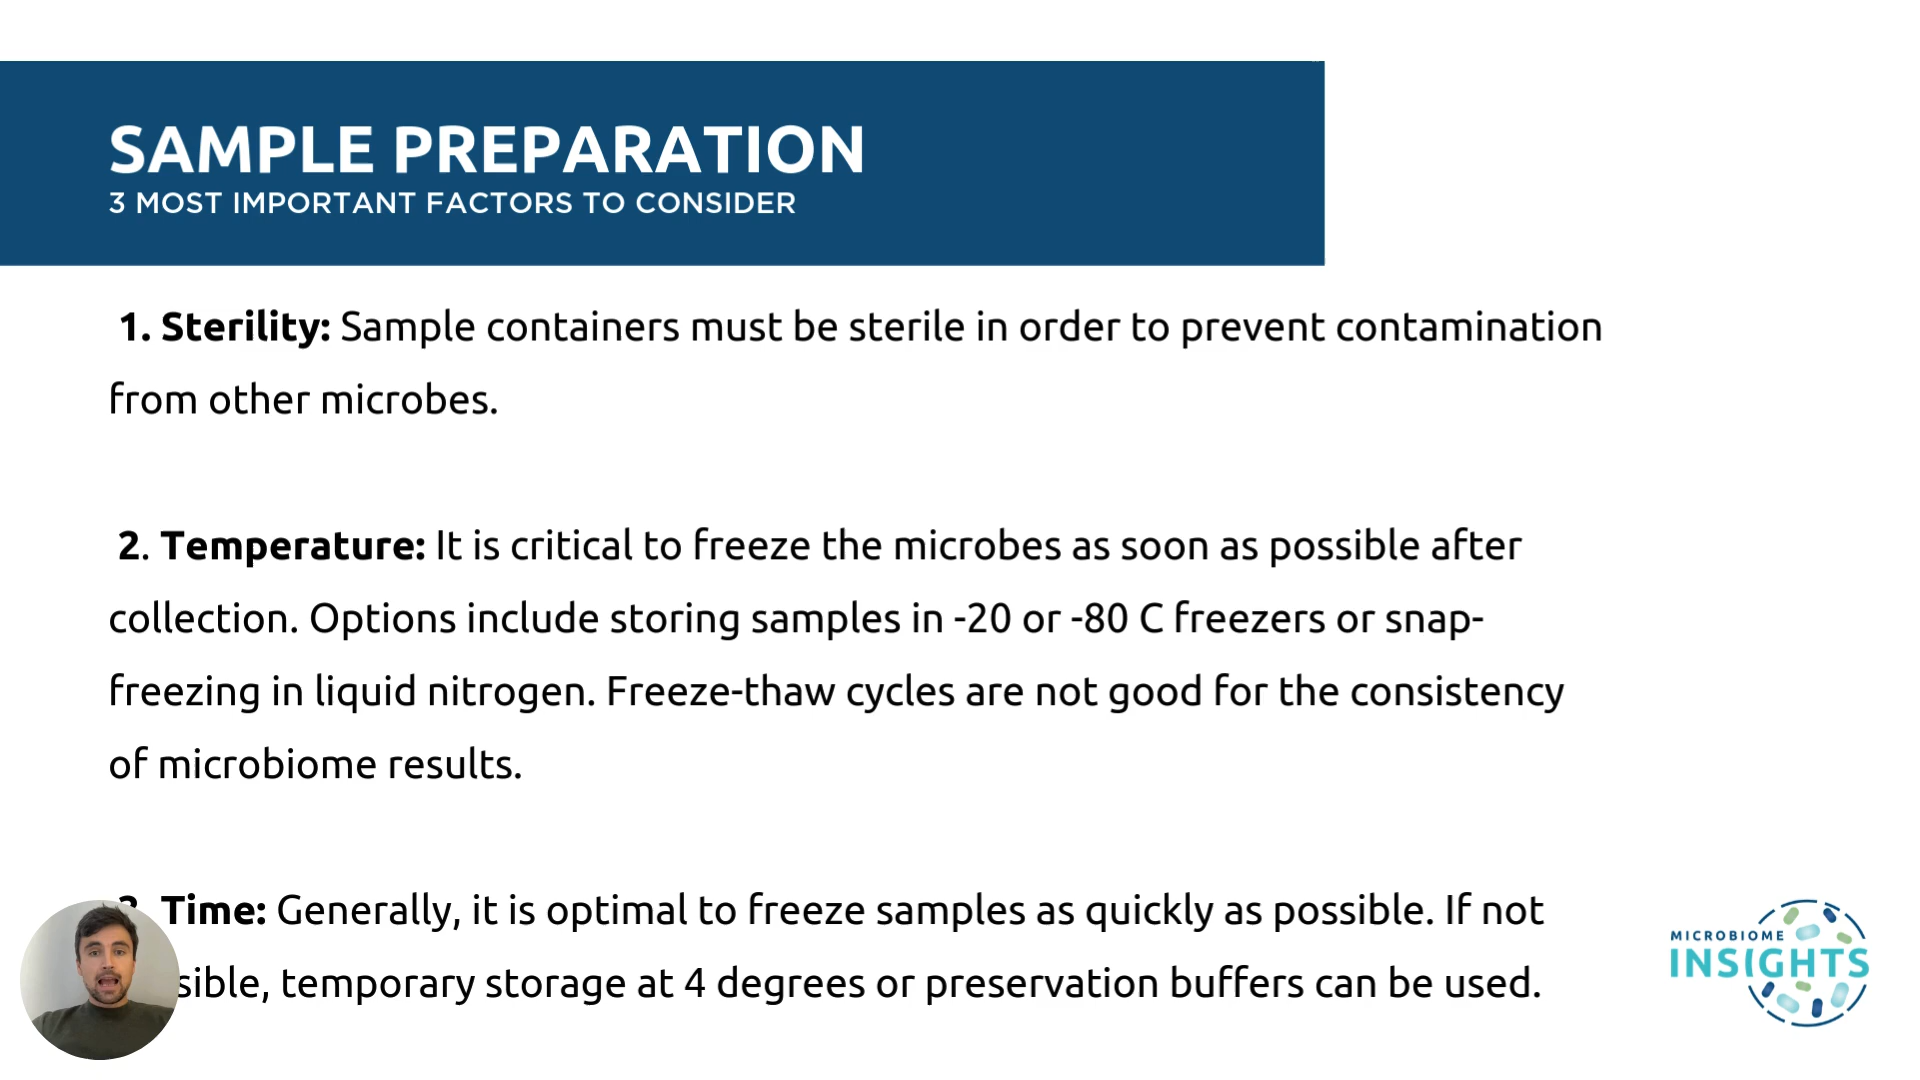 SAMPLE PREPARATION
3 MOST IMPORTANT FACTORS TO CONSIDER
1. Sterility: Sample containers must be sterile in order to prevent contamination
from other microbes.
2. Temperature: It is critical to freeze the microbes as soon as possible after
collection. Options include storing samples in -20 or -80 C freezers or snap-
freezing in liquid nitrogen. Freeze-thaw cycles are not good for the consistency
of microbiome results.
Time: Generally, it is optimal to freeze samples as quickly as possible. If not
temporary storage at 4 degrees or preservation buffers can be used.
MICROBIOME
INSIGHTS